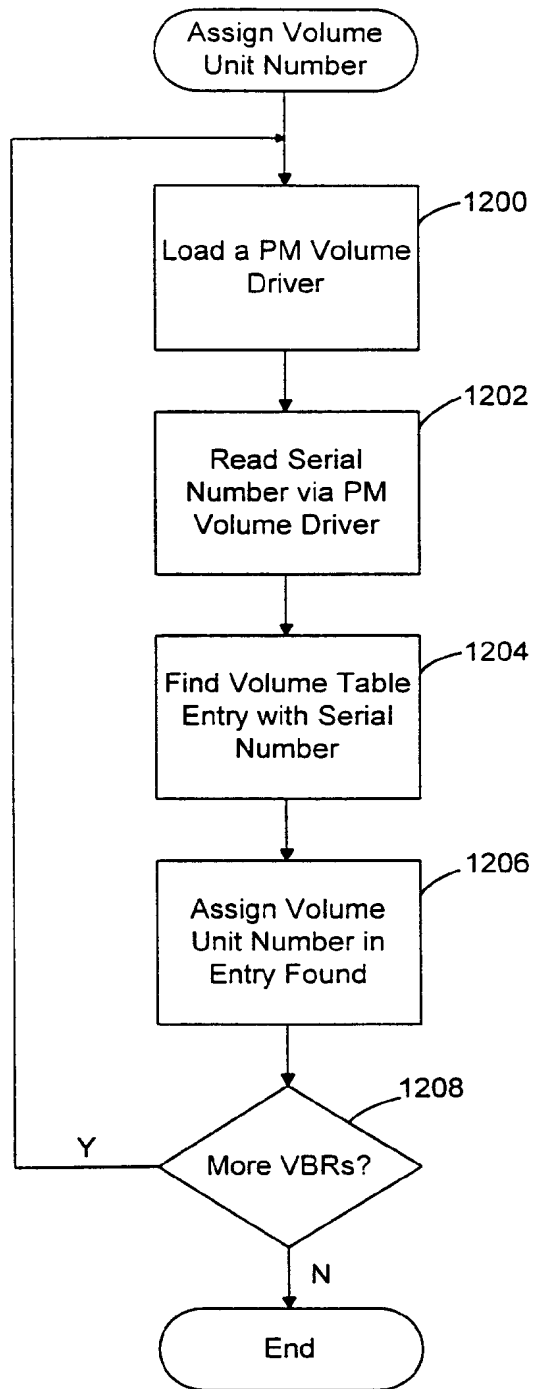 Assign Volume
Unit Number
1200
Load a PM Volume
Driver
1202
Read Serial
Number via PM
Volume Driver
1204
Find Volume Table
Entry with Serial
Number
1206
Assign Volume
Unit Number in
Entry Found
1208
Y
More VBRs?
N
End